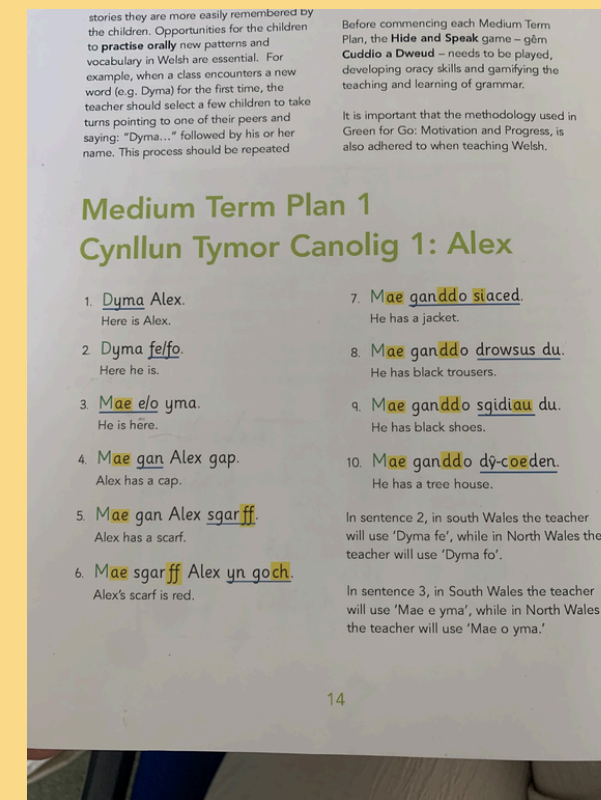 stories they are more easily remembered by
the children. Opportunities for the children
to practise orally new patterns and
vocabulary in Welsh are essential. For
example, when a class encounters a new
word (e.g. Dyma) for the first time, the
teacher should select a few children to take
turns pointing to one of their peers and
saying: “Dyma...” followed by his or her
name. This process should be repeated
Before commencing each Medium Term
Plan, the Hide and Speak game – gêm
Cuddio a Dweud – needs to be played,
developing oracy skills and gamifying the
teaching and learning of grammar.
It is important that the methodology used in
Green for Go: Motivation and Progress, is
also adhered to when teaching Welsh.
Medium Term Plan 1
Cynllun Tymor Canolig 1: Alex
1. Dyma Alex.
Here is Alex.
2 Dyma fe/fo.
Here he is.
3. Mae e/o yma.
He is here.
4. Mae gan Alex gap.
Alex has a cap.
5. Mae gan Alex sgarff.
Alex has a scarf.
6. Mae sgarff Alex yn goch.
Alex’s scarf is red.
7. Mae ganddo siaced.
He has a jacket.
8. Mae ganddo drowsus du.
He has black trousers.
9. Mae ganddo sgidiau du.
He has black shoes.
10. Mae ganddo dŷ-coeden.
He has a tree house.
In sentence 2, in south Wales the teacher
will use ‘Dyma fe’, while in North Wales the
teacher will use ‘Dyma fo’.
In sentence 3, in South Wales the teacher
will use ‘Mae e yma’, while in North Wales
the teacher will use ‘Mae o yma.’
14